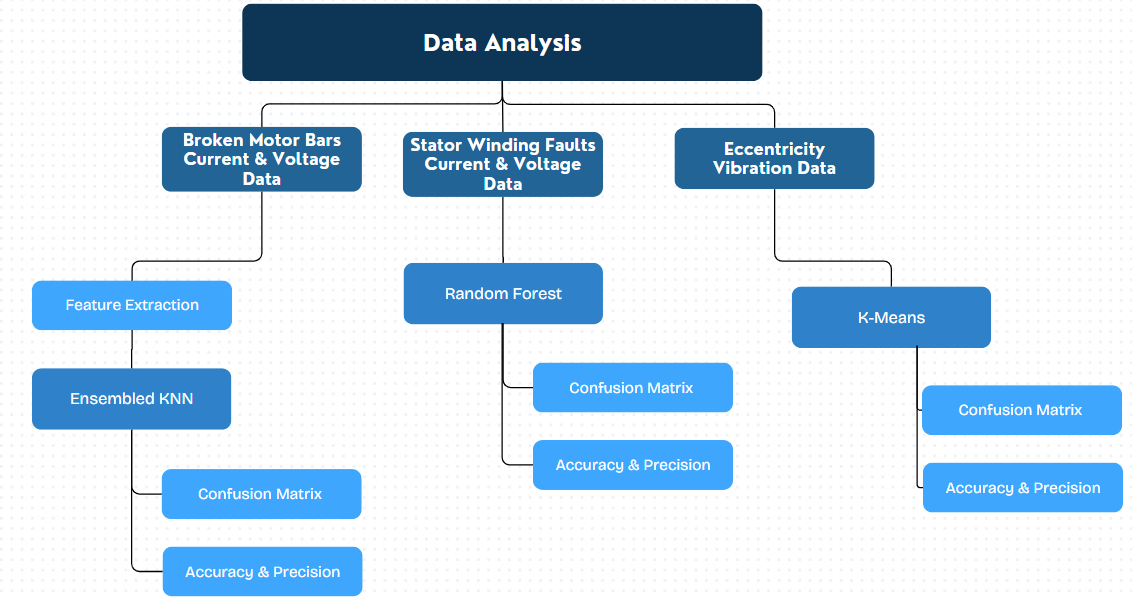 Data Analysis
Broken Motor Bars
Current & Voltage
Data
Stator Winding Faults
Current & Voltage
Data
Eccentricity
Vibration Data
Feature Extraction
Ensembled KNN
Confusion Matrix
Accuracy & Precision
Random Forest
Confusion Matrix
Accuracy & Precision
K-Means
Confusion Matrix
Accuracy & Precision